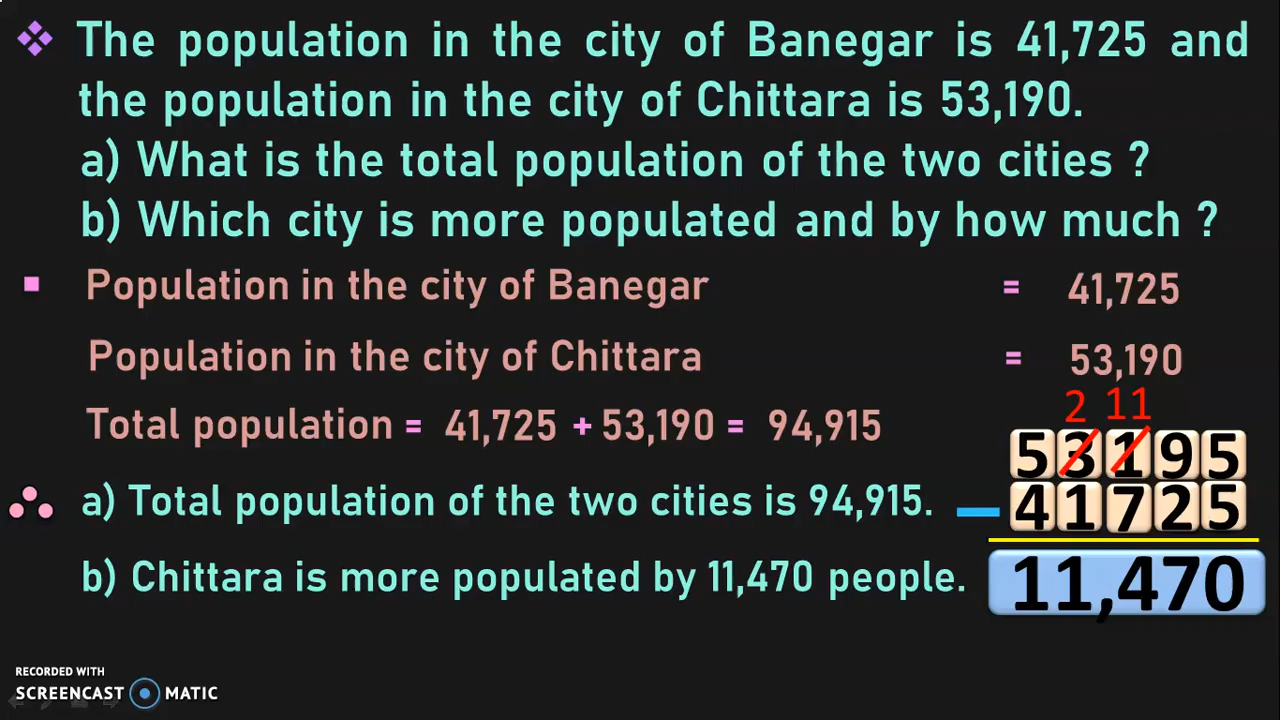 The population in the city of Banegar is 41,725 and
the population in the city of Chittara is 53,190.
a) What is the total population of the two cities ?
b) Which city is more populated and by how much ?
Population in the city of Banegar = 41,725
Population in the city of Chittara = 53,190
Total population = 41,725 + 53,190 = 94,915
2 11
53195
a) Total population of the two cities is 94,915.
– 41725
b) Chittara is more populated by 11,470 people.
11,470
RECORDED WITH
SCREENCAST MATIC